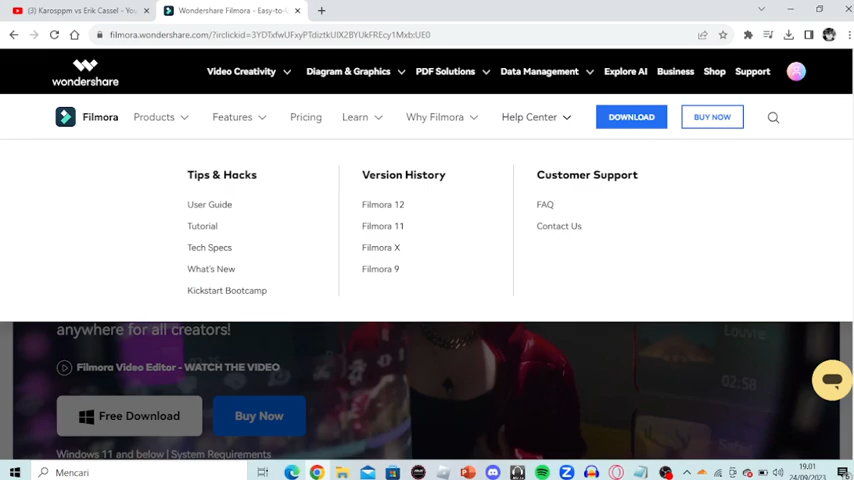 (3) Karosppm vs Erik Cassel - You
Wondershare Filmora - Easy-to-U
filmora.wondershare.com/?irclickid=3YDTxfwUFxyPTdiztkUIX2BYUkFREcy1Mxb:UE0
wondershare
Video Creativity
Diagram & Graphics
PDF Solutions
Data Management
Explore AI
Business
Shop
Support
Filmora
Products
Features
Pricing
Learn
Why Filmora
Help Center
DOWNLOAD
BUY NOW
Tips & Hacks
User Guide
Tutorial
Tech Specs
What's New
Kickstart Bootcamp
Version History
Filmora 12
Filmora 11
Filmora X
Filmora 9
Customer Support
FAQ
Contact Us
anywhere for all creators!
Filmora Video Editor - WATCH THE VIDEO
Free Download
Buy Now
Windows 11 and below | System Requirements
Louvre
02:58
Mencari
19.01
24/09/2023